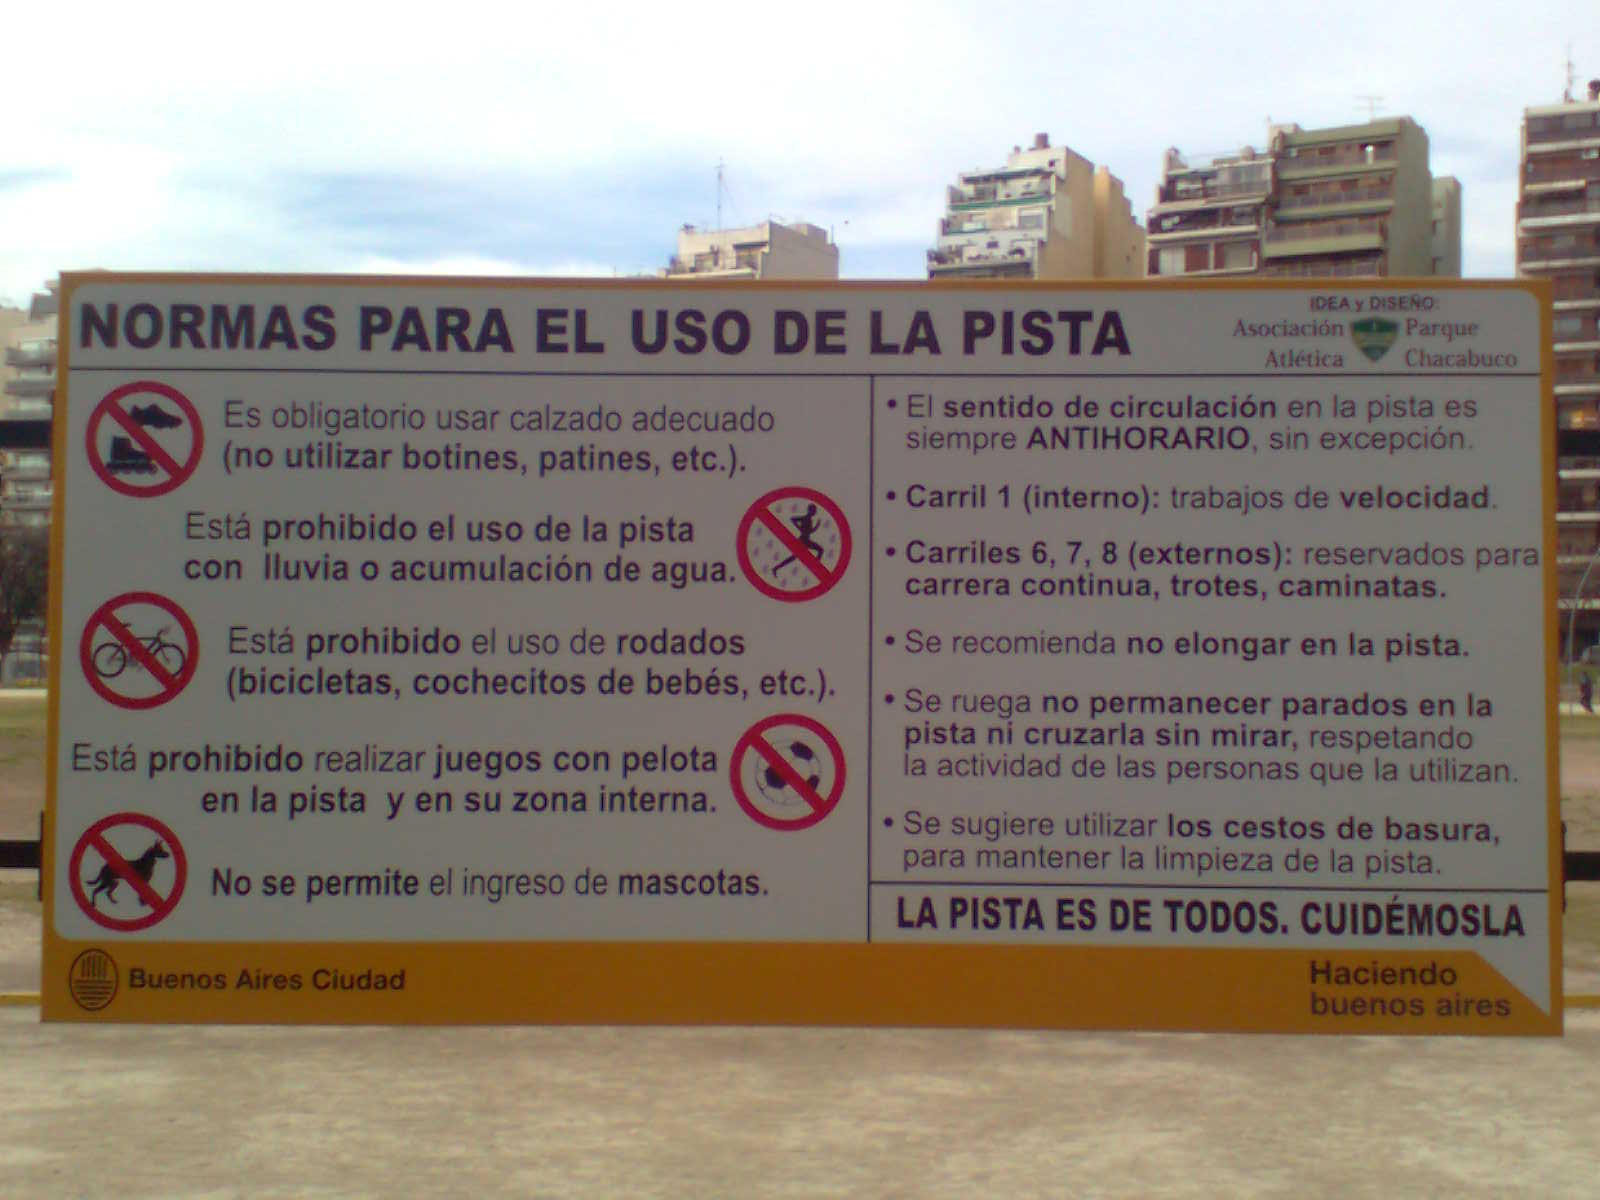 NORMAS PARA EL USO DE LA PISTA
IDEA y DISEÑO:
Asociación Parque
Atlética Chacabuco
Es obligatorio usar calzado adecuado
(no utilizar botines, patines, etc.).
Está prohibido el uso de la pista
con lluvia o acumulación de agua.
Está prohibido el uso de rodados
(bicicletas, cochecitos de bebés, etc.).
Está prohibido realizar juegos con pelota
en la pista y en su zona interna.
No se permite el ingreso de mascotas.
• El sentido de circulación en la pista es
siempre ANTIHORARIO, sin excepción.
• Carril 1 (interno): trabajos de velocidad.
• Carriles 6, 7, 8 (externos): reservados para
carrera continua, trotes, caminatas.
• Se recomienda no elongar en la pista.
• Se ruega no permanecer parados en la
pista ni cruzarla sin mirar, respetando
la actividad de las personas que la utilizan.
• Se sugiere utilizar los cestos de basura,
para mantener la limpieza de la pista.
LA PISTA ES DE TODOS. CUIDÉMOSLA
Buenos Aires Ciudad
Haciendo
buenos aires